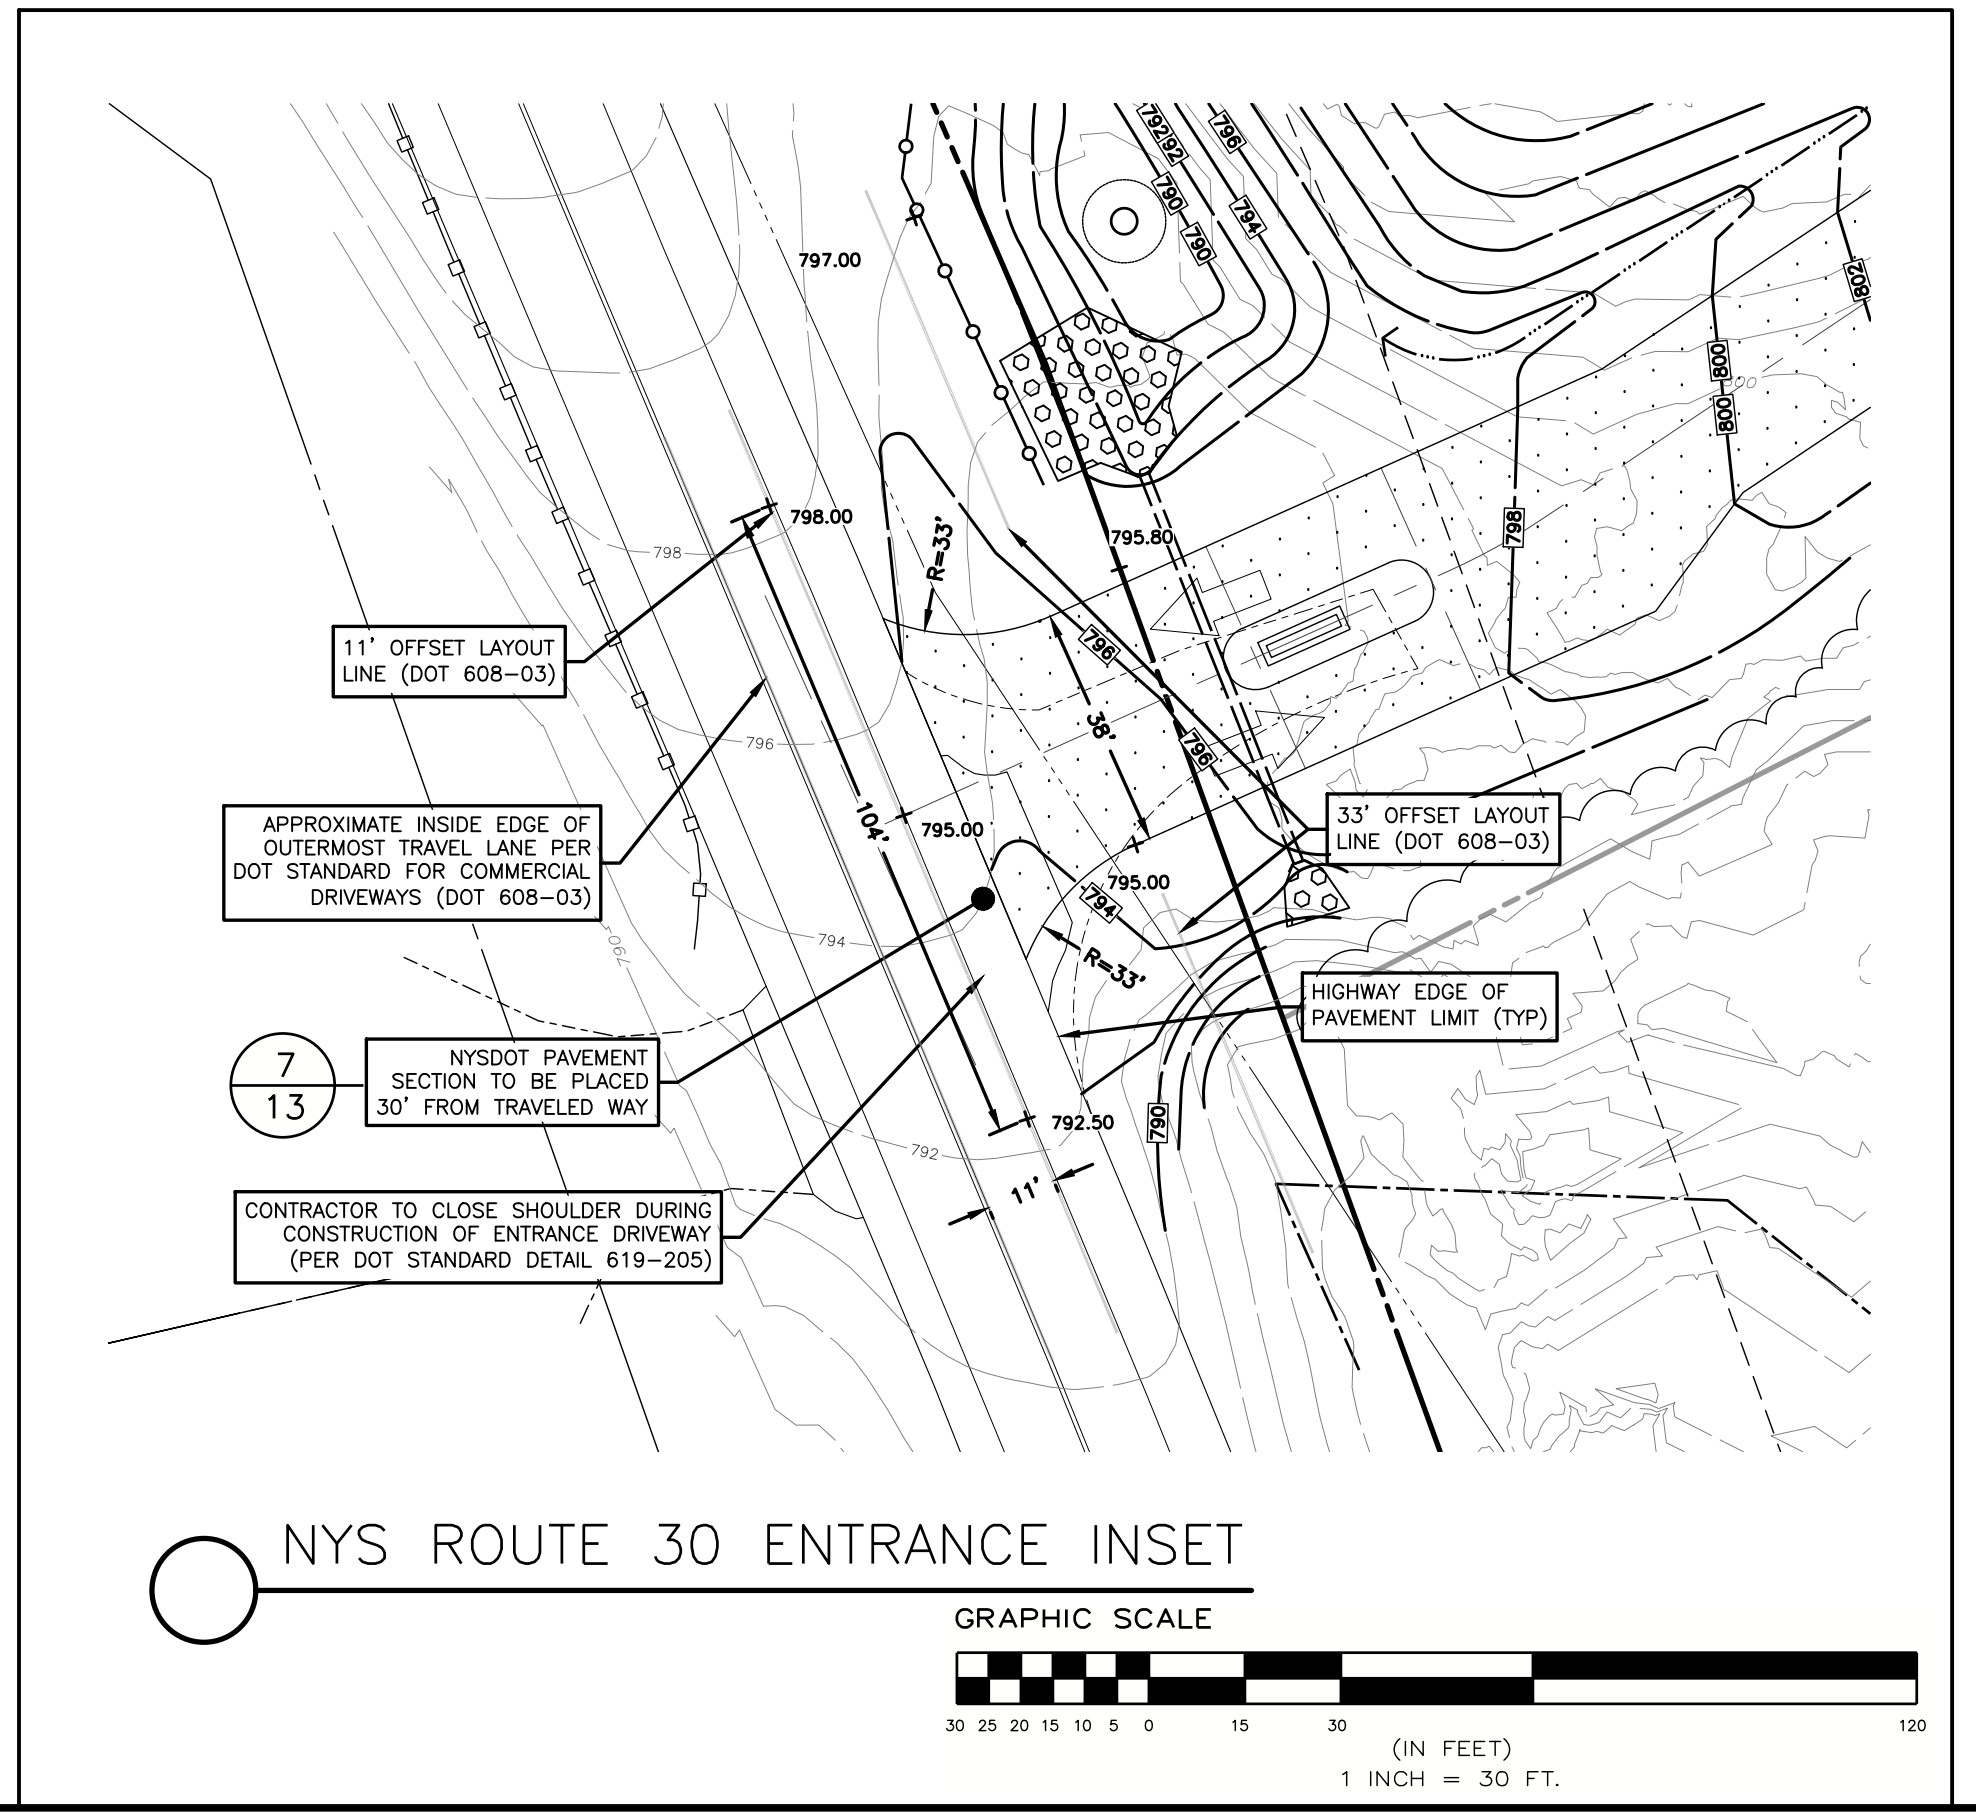 792
92
796
790
794
790
797.00
802
800
800
800
798.00
R=33'
795.80
798
798
11' OFFSET LAYOUT
LINE (DOT 608-03)
796
38'
796
796
104'
795.00
APPROXIMATE INSIDE EDGE OF
OUTERMOST TRAVEL LANE PER
DOT STANDARD FOR COMMERCIAL
DRIVEWAYS (DOT 608-03)
33' OFFSET LAYOUT
LINE (DOT 608-03)
795.00
794
794
790
R=33'
HIGHWAY EDGE OF
PAVEMENT LIMIT (TYP)
7
13
NYSDOT PAVEMENT
SECTION TO BE PLACED
30' FROM TRAVELED WAY
792.50
790
792
11'
CONTRACTOR TO CLOSE SHOULDER DURING
CONSTRUCTION OF ENTRANCE DRIVEWAY
(PER DOT STANDARD DETAIL 619-205)
NYS ROUTE 30 ENTRANCE INSET
GRAPHIC SCALE
30 25 20 15 10 5 0 15 30 120
(IN FEET)
1 INCH = 30 FT.